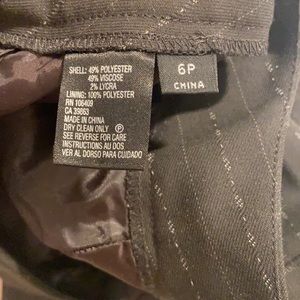 SHELL: 49% POLYESTER
49% VISCOSE
2% LYCRA
LINING: 100% POLYESTER
RN 106409
CA 39663
MADE IN CHINA
DRY CLEAN ONLY Ⓟ
SEE REVERSE FOR CARE
INSTRUCTIONS AU DOS
VER AL DORSO PARA CUIDADO
6P
CHINA